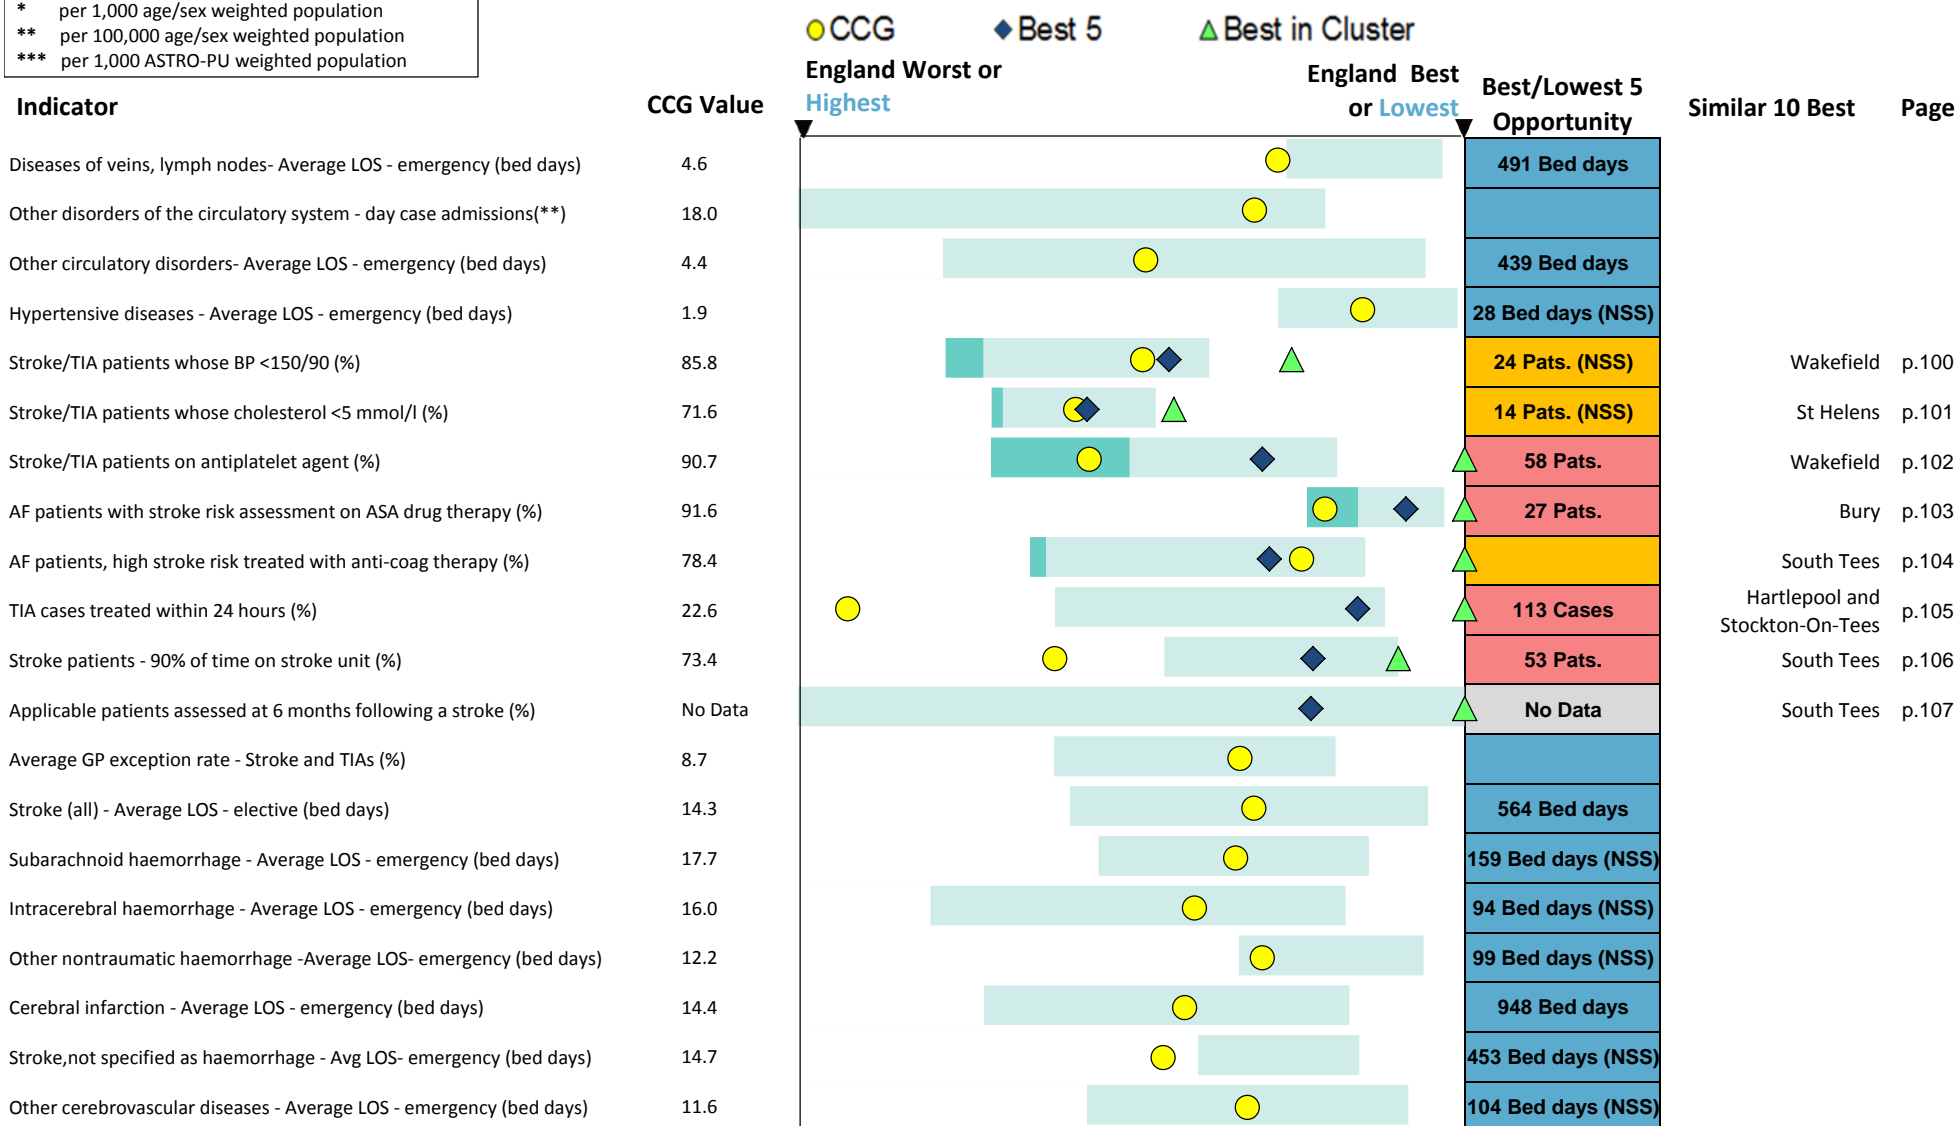 * per 1,000 age/sex weighted population
** per 100,000 age/sex weighted population
*** per 1,000 ASTRO-PU weighted population
CCG Best 5 Best in Cluster
England Worst or Highest
England Best or Lowest
Indicator CCG Value Best/Lowest 5 Opportunity Similar 10 Best Page
Diseases of veins, lymph nodes- Average LOS - emergency (bed days) 4.6 491 Bed days
Other disorders of the circulatory system - day case admissions(**) 18.0
Other circulatory disorders- Average LOS - emergency (bed days) 4.4 439 Bed days
Hypertensive diseases - Average LOS - emergency (bed days) 1.9 28 Bed days (NSS)
Stroke/TIA patients whose BP <150/90 (%) 85.8 24 Pats. (NSS) Wakefield p.100
Stroke/TIA patients whose cholesterol <5 mmol/l (%) 71.6 14 Pats. (NSS) St Helens p.101
Stroke/TIA patients on antiplatelet agent (%) 90.7 58 Pats. Wakefield p.102
AF patients with stroke risk assessment on ASA drug therapy (%) 91.6 27 Pats. Bury p.103
AF patients, high stroke risk treated with anti-coag therapy (%) 78.4 South Tees p.104
TIA cases treated within 24 hours (%) 22.6 113 Cases Hartlepool and Stockton-On-Tees p.105
Stroke patients - 90% of time on stroke unit (%) 73.4 53 Pats. South Tees p.106
Applicable patients assessed at 6 months following a stroke (%) No Data No Data South Tees p.107
Average GP exception rate - Stroke and TIAs (%) 8.7
Stroke (all) - Average LOS - elective (bed days) 14.3 564 Bed days
Subarachnoid haemorrhage - Average LOS - emergency (bed days) 17.7 159 Bed days (NSS)
Intracerebral haemorrhage - Average LOS - emergency (bed days) 16.0 94 Bed days (NSS)
Other nontraumatic haemorrhage -Average LOS- emergency (bed days) 12.2 99 Bed days (NSS)
Cerebral infarction - Average LOS - emergency (bed days) 14.4 948 Bed days
Stroke,not specified as haemorrhage - Avg LOS- emergency (bed days) 14.7 453 Bed days (NSS)
Other cerebrovascular diseases - Average LOS - emergency (bed days) 11.6 104 Bed days (NSS)